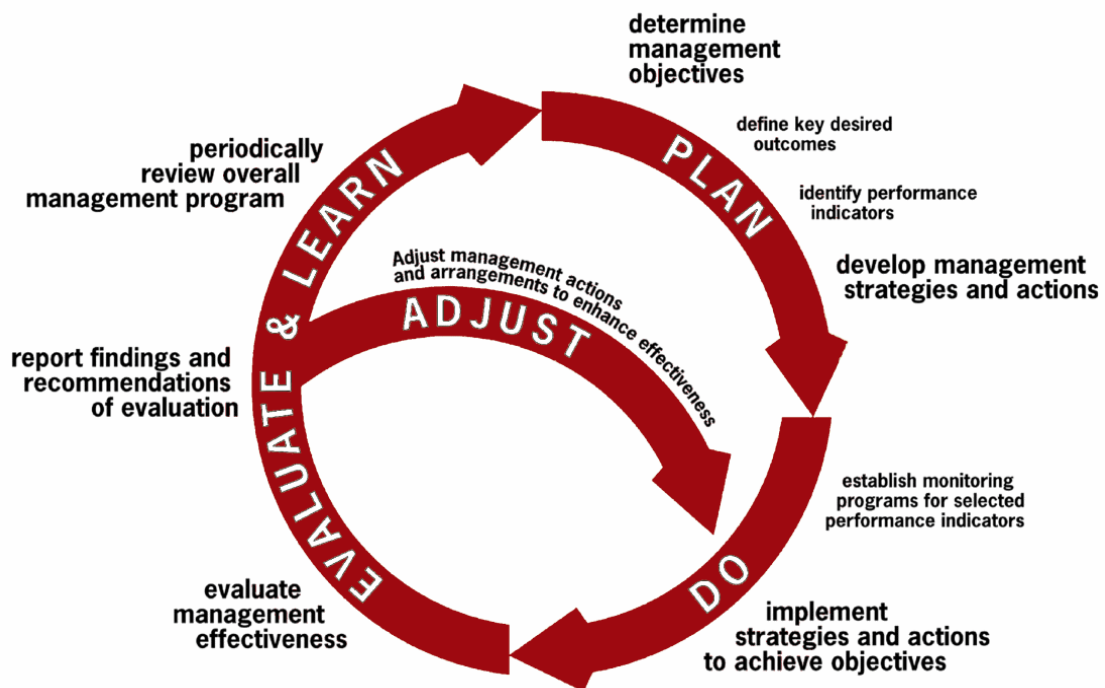 determine
management
objectives
PLAN
define key desired
outcomes
identify performance
indicators
develop management
strategies and actions
DO
establish monitoring
programs for selected
performance indicators
implement
strategies and actions
to achieve objectives
EVALUATE & LEARN
evaluate
management
effectiveness
report findings and
recommendations
of evaluation
periodically
review overall
management program
ADJUST
Adjust management actions
and arrangements to enhance effectiveness